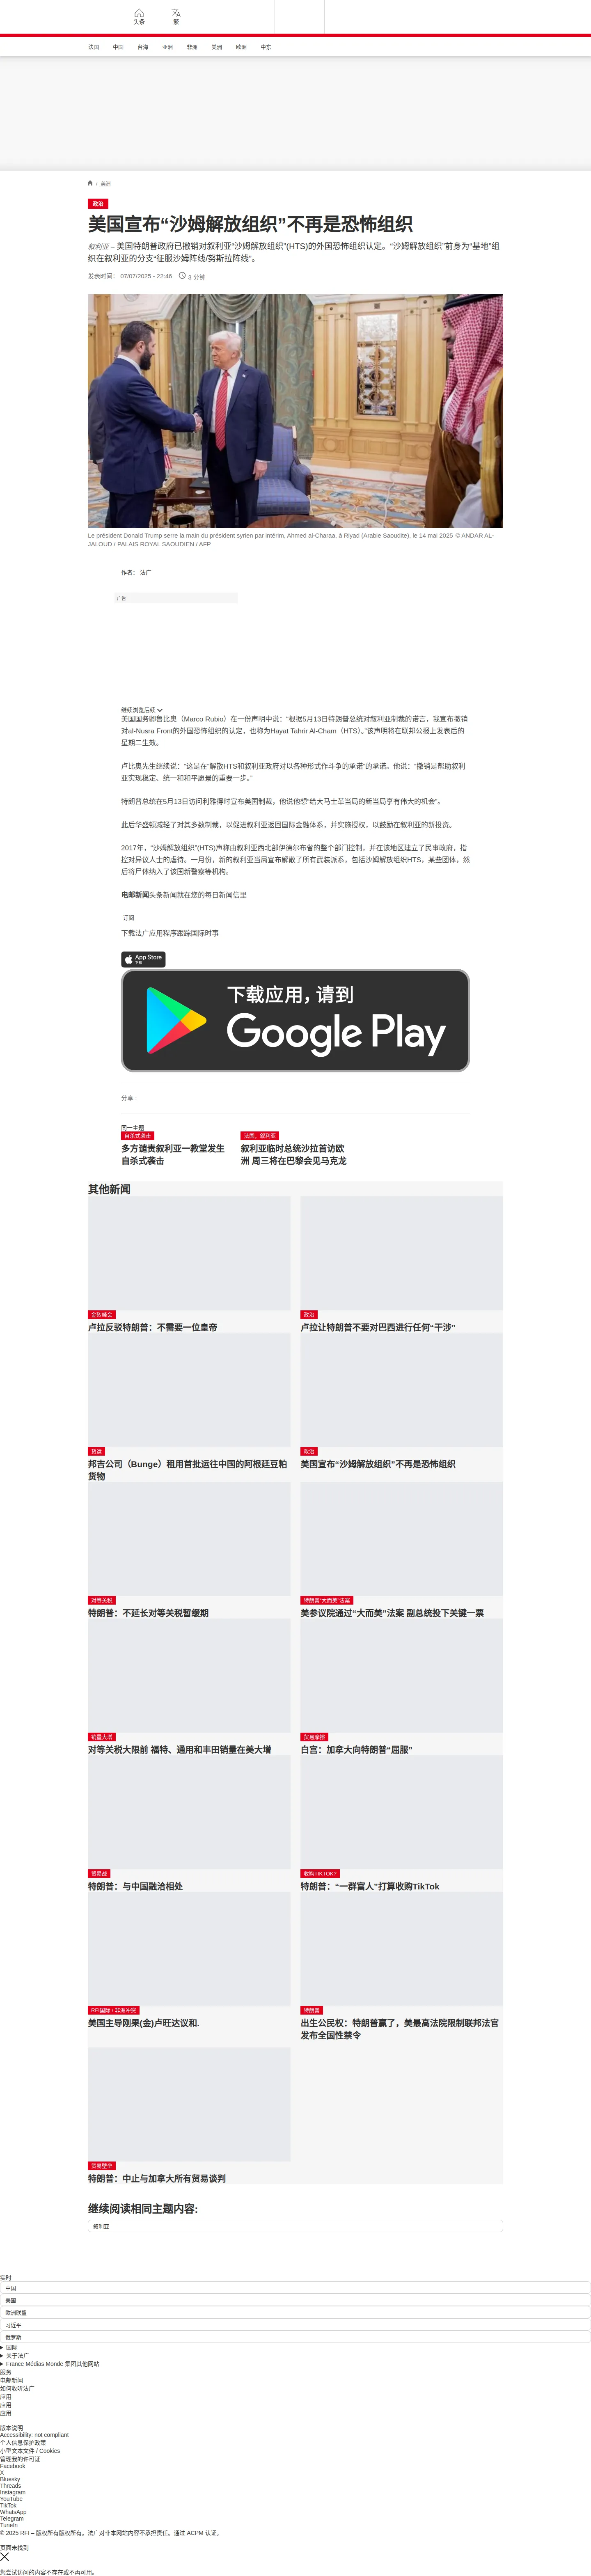 头条
繁
法国 中国 台海 亚洲 非洲 美洲 欧洲 中东
/ 美洲
政治
美国宣布“沙姆解放组织”不再是恐怖组织
叙利亚 – 美国特朗普政府已撤销对叙利亚“沙姆解放组织”(HTS)的外国恐怖组织认定。“沙姆解放组织”前身为“基地”组
织在叙利亚的分支“征服沙姆阵线/努斯拉阵线”。
发表时间： 07/07/2025 - 22:46 3 分钟
Le président Donald Trump serre la main du président syrien par intérim, Ahmed al-Charaa, à Riyad (Arabie Saoudite), le 14 mai 2025 © ANDAR AL-
JALOUD / PALAIS ROYAL SAOUDIEN / AFP
作者： 法广
广告
继续浏览后续
美国国务卿鲁比奥（Marco Rubio）在一份声明中说：“根据5月13日特朗普总统对叙利亚制裁的诺言，我宣布撤销
对al-Nusra Front的外国恐怖组织的认定，也称为Hayat Tahrir Al-Cham（HTS）。”该声明将在联邦公报上发表后的
星期二生效。
卢比奥先生继续说：“这是在“解散HTS和叙利亚政府对以各种形式作斗争的承诺”的承诺。他说：“撤销是帮助叙利
亚实现稳定、统一和和平愿景的重要一步。”
特朗普总统在5月13日访问利雅得时宣布美国制裁，他说他想“给大马士革当局的新当局享有伟大的机会”。
此后华盛顿减轻了对其多数制裁，以促进叙利亚返回国际金融体系，并实施授权，以鼓励在叙利亚的新投资。
2017年，“沙姆解放组织”(HTS)声称由叙利亚西北部伊德尔布省的整个部门控制，并在该地区建立了民事政府，指
控对异议人士的虐待。一月份，新的叙利亚当局宣布解散了所有武装派系，包括沙姆解放组织HTS，某些团体，然
后将尸体纳入了该国新警察等机构。
电邮新闻头条新闻就在您的每日新闻信里
订阅
下载法广应用程序跟踪国际时事
App Store
下载
下载应用，请到
Google Play
分享 :
同一主题
自杀式袭击
多方谴责叙利亚一教堂发生
自杀式袭击
法国，叙利亚
叙利亚临时总统沙拉首访欧
洲 周三将在巴黎会见马克龙
其他新闻
金砖峰会
卢拉反驳特朗普：不需要一位皇帝
政治
卢拉让特朗普不要对巴西进行任何“干涉”
货运
邦吉公司（Bunge）租用首批运往中国的阿根廷豆粕
货物
政治
美国宣布“沙姆解放组织”不再是恐怖组织
对等关税
特朗普：不延长对等关税暂缓期
特朗普“大而美”法案
美参议院通过“大而美”法案 副总统投下关键一票
销量大增
对等关税大限前 福特、通用和丰田销量在美大增
贸易摩擦
白宫：加拿大向特朗普“屈服”
贸易战
特朗普：与中国融洽相处
收购TIKTOK?
特朗普：“一群富人”打算收购TikTok
RFI国际 / 非洲冲突
美国主导刚果(金)卢旺达议和.
特朗普
出生公民权：特朗普赢了，美最高法院限制联邦法官
发布全国性禁令
贸易壁垒
特朗普：中止与加拿大所有贸易谈判
继续阅读相同主题内容:
叙利亚
实时
中国
美国
欧洲联盟
习近平
俄罗斯
国际
关于法广
France Médias Monde 集团其他网站
服务
电邮新闻
如何收听法广
应用
应用
应用
版本说明
Accessibility: not compliant
个人信息保护政策
小型文本文件 / Cookies
管理我的许可证
Facebook
X
Bluesky
Threads
Instagram
YouTube
TikTok
WhatsApp
Telegram
TuneIn
© 2025 RFI – 版权所有版权所有。法广对非本网站内容不承担责任。通过 ACPM 认证。
页面未找到
您尝试访问的内容不存在或不再可用。